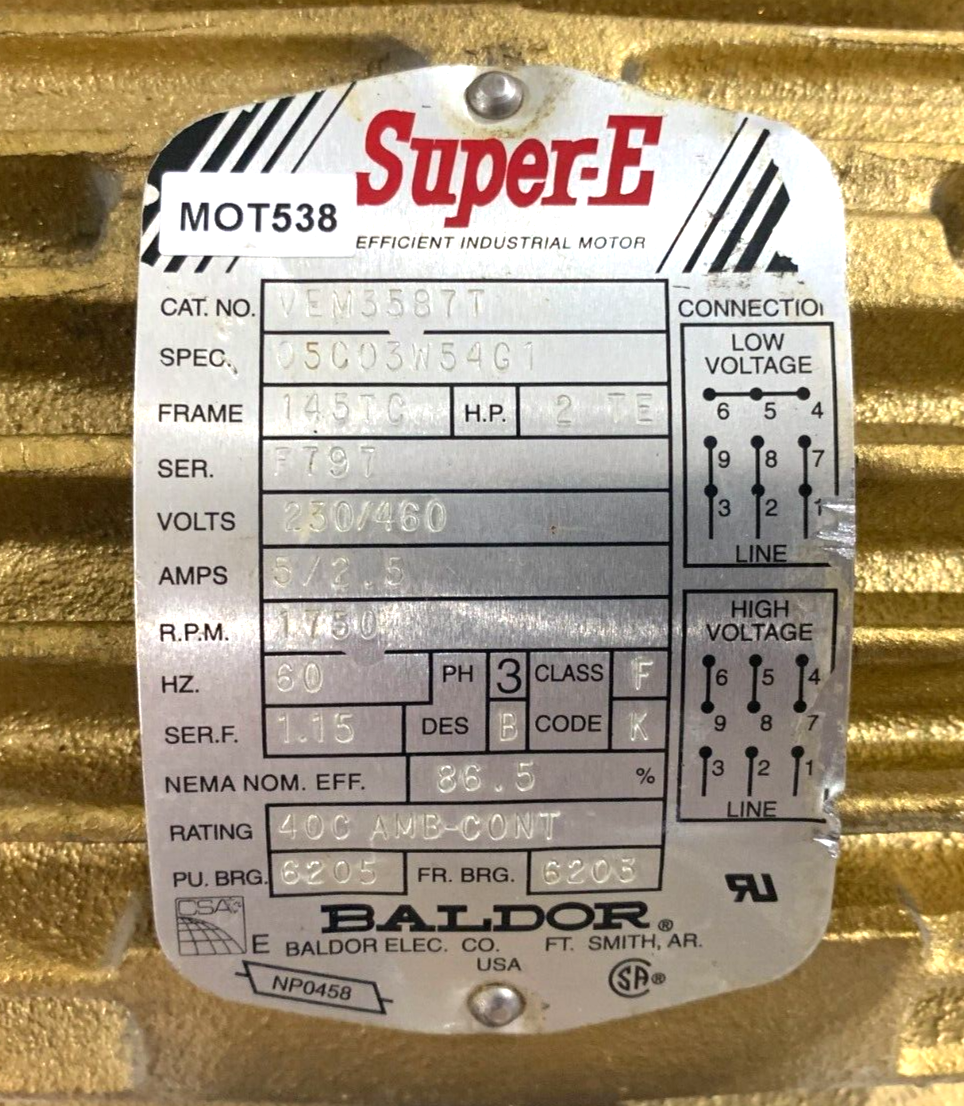 Super-E
MOT538
EFFICIENT INDUSTRIAL MOTOR
CAT. NO. VEM3587T
SPEC. 05C03W54G1
FRAME 145TC H.P. 2 TE
SER. F797
VOLTS 230/460
AMPS 5/2.5
R.P.M. 1750
HZ. 60 PH 3 CLASS F
SER.F. 1.15 DES B CODE K
NEMA NOM. EFF. 86.5 %
RATING 40C AMB-CONT
PU. BRG. 6205 FR. BRG. 6203
CONNECTION
LOW
VOLTAGE
6 5 4
9 8 7
3 2 1
LINE
HIGH
VOLTAGE
6 5 4
9 8 7
3 2 1
LINE
CSA E
BALDOR®
BALDOR ELEC. CO. FT. SMITH, AR.
USA
NP0458
SA®